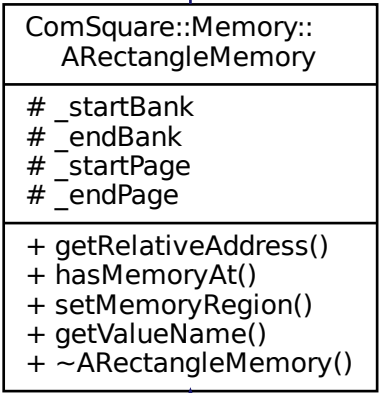 ComSquare::Memory::
ARectangleMemory
# _startBank
# _endBank
# _startPage
# _endPage
+ getRelativeAddress()
+ hasMemoryAt()
+ setMemoryRegion()
+ getValueName()
+ ~ARectangleMemory()